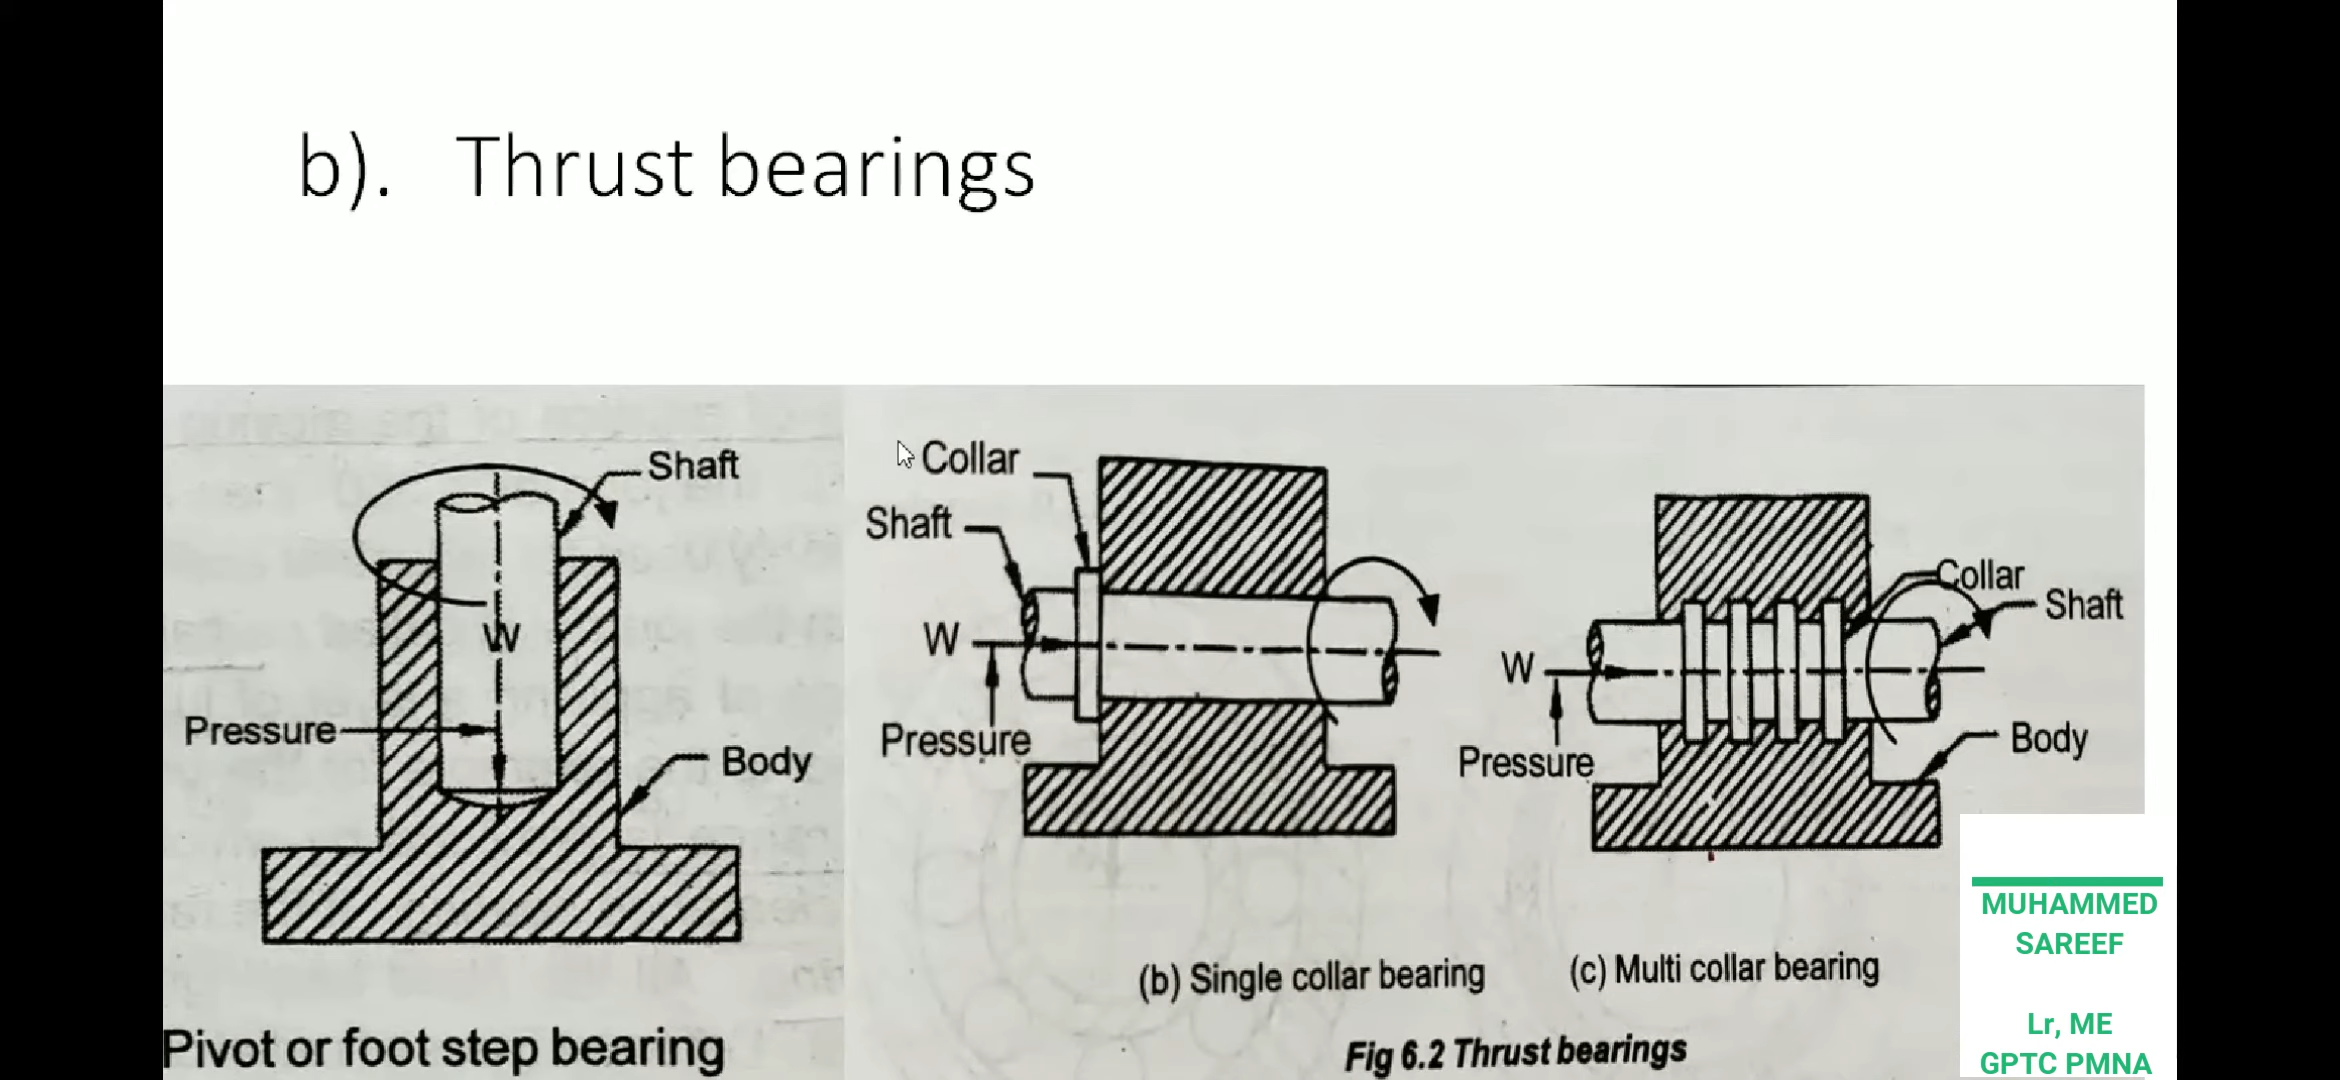 b). Thrust bearings
Shaft
W
Pressure
Body
Pivot or foot step bearing
Collar
Shaft
W
Pressure
(b) Single collar bearing
Collar
Shaft
W
Pressure
Body
(c) Multi collar bearing
Fig 6.2 Thrust bearings
MUHAMMED
SAREEF
Lr, ME
GPTC PMNA